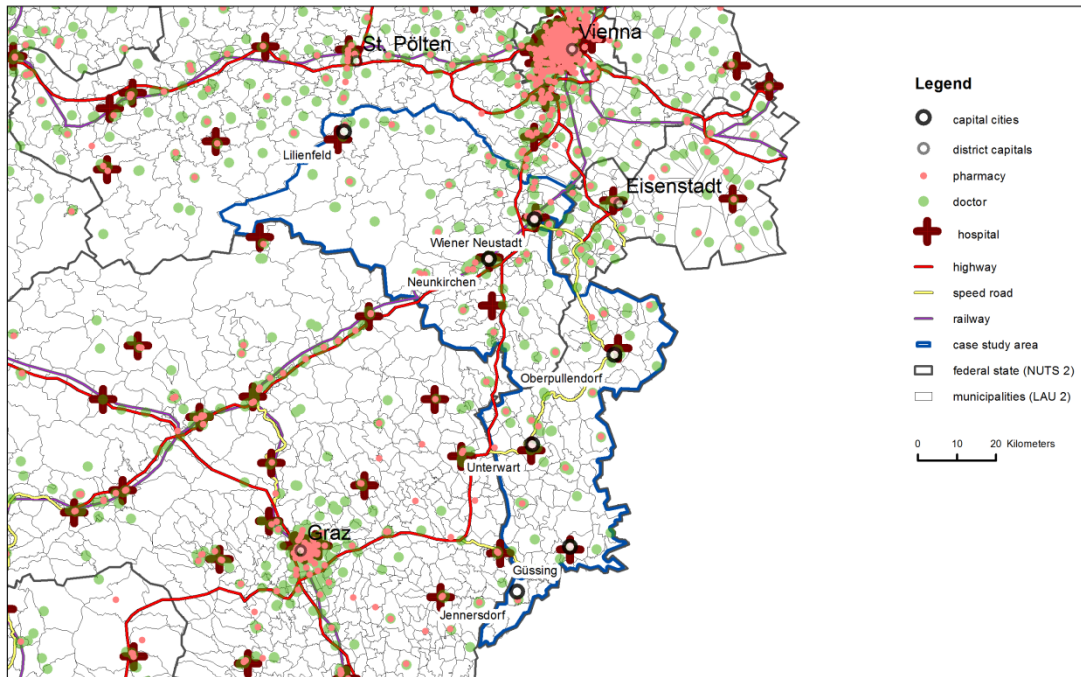 Vienna
St. Pölten
Lilienfeld
Eisenstadt
Wiener Neustadt
Neunkirchen
Oberpullendorf
Unterwart
Graz
Güssing
Jennersdorf
Legend
capital cities
district capitals
pharmacy
doctor
hospital
highway
speed road
railway
case study area
federal state (NUTS 2)
municipalities (LAU 2)
0 10 20 Kilometers